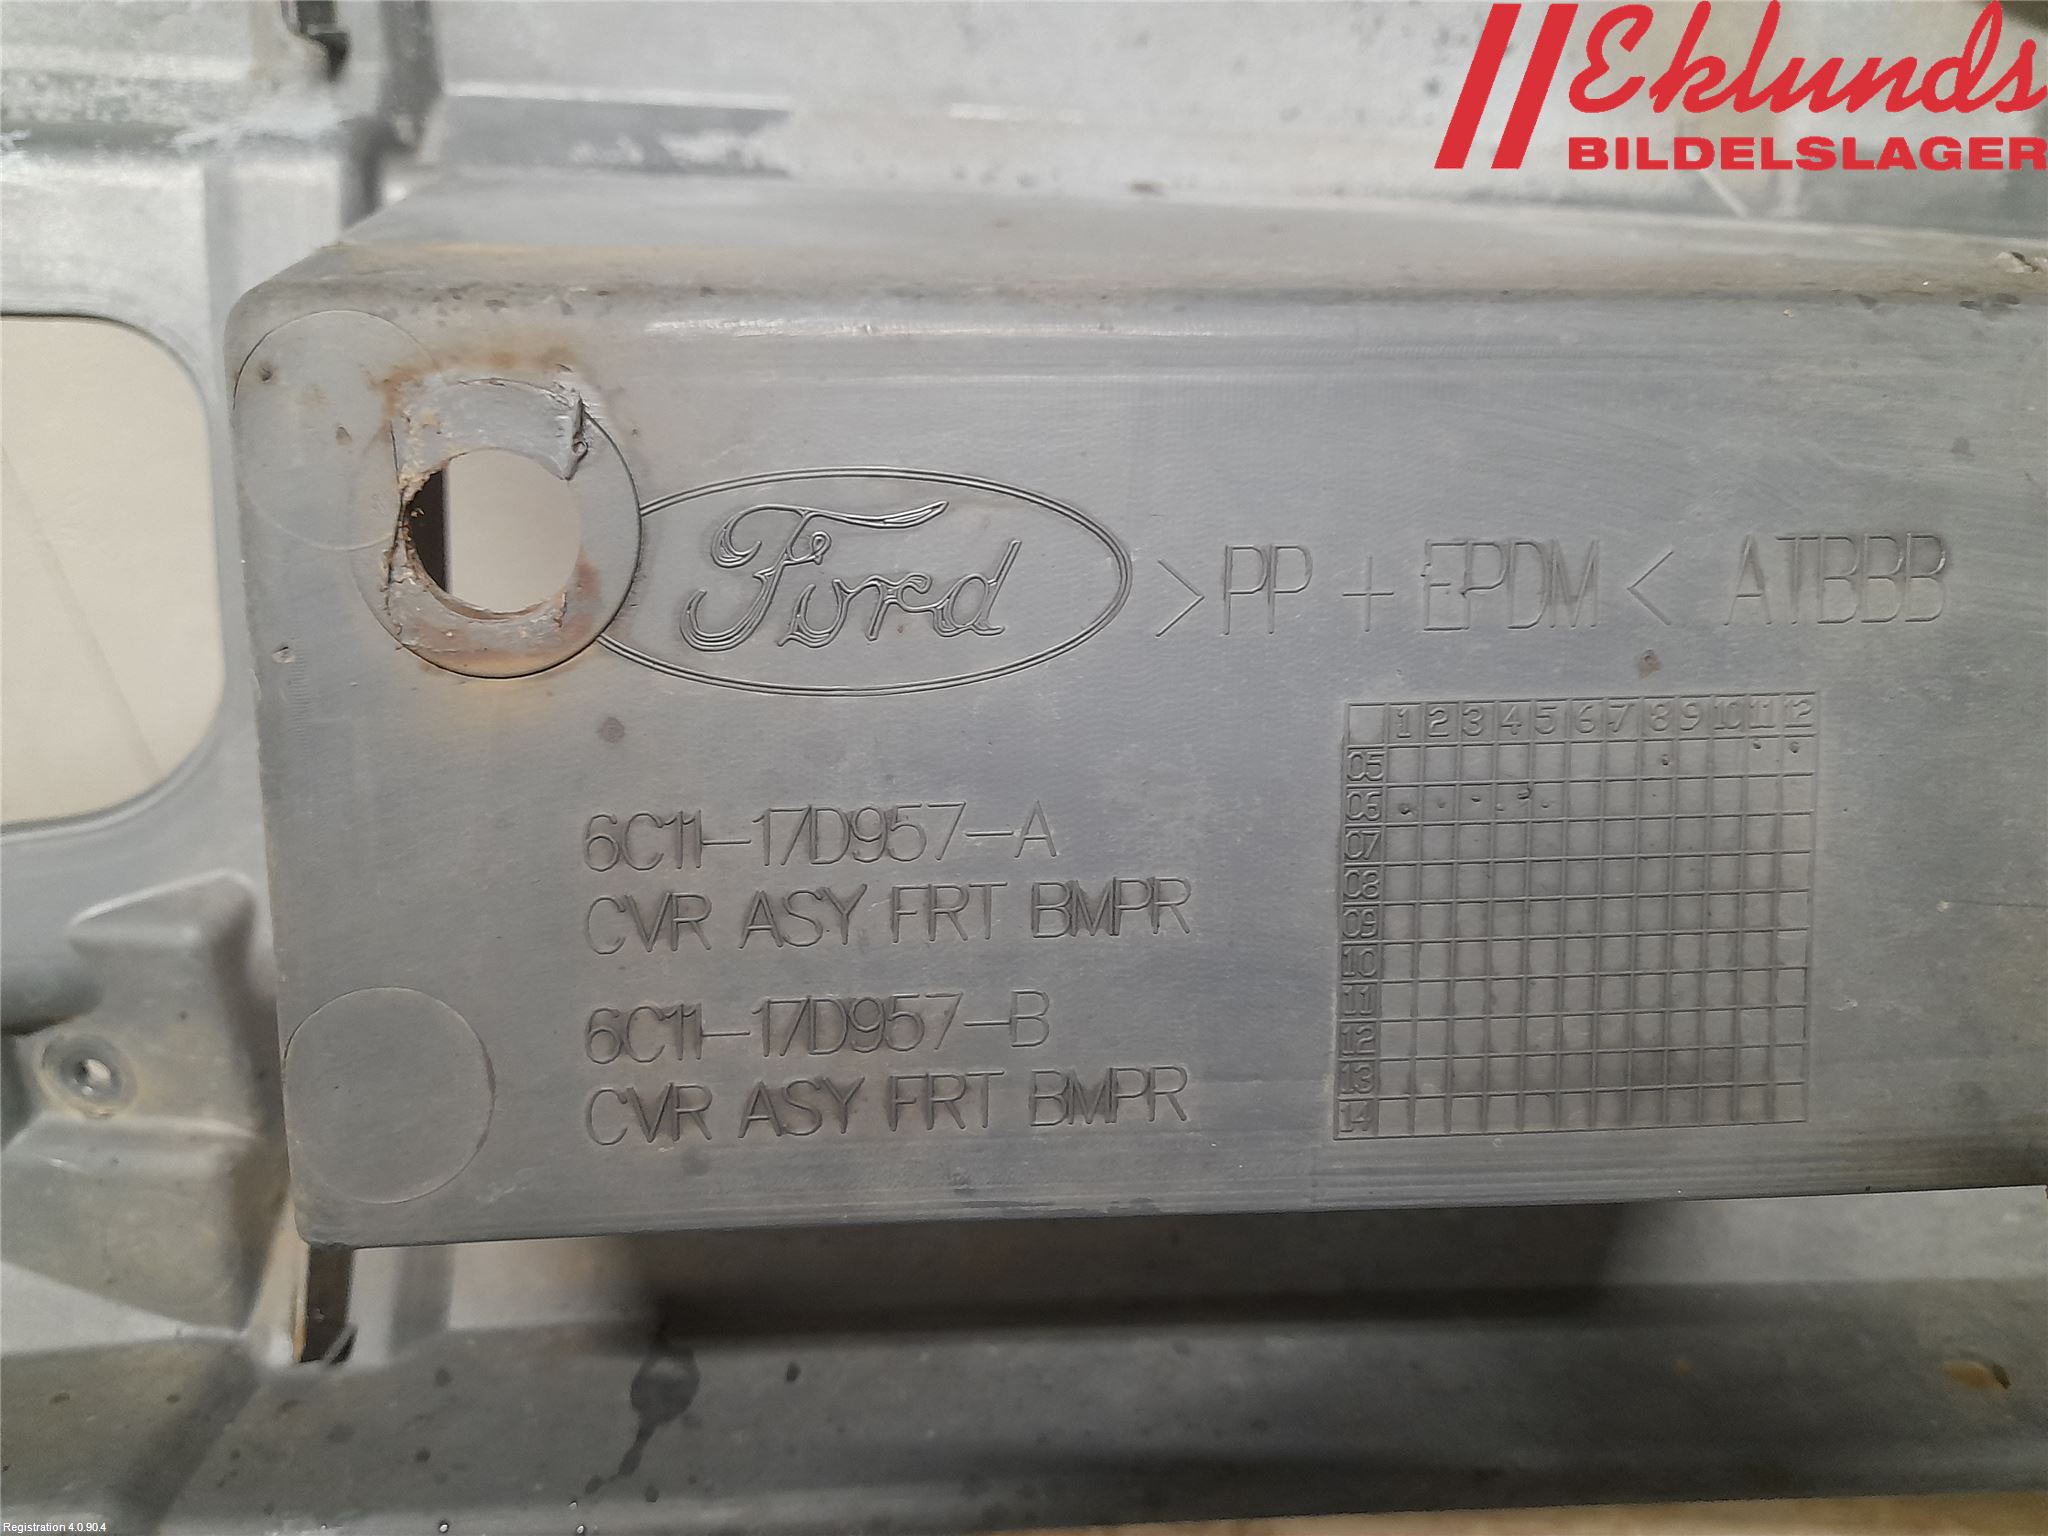 Eklunds
BILDELSLAGER
Ford
>PP + EPDM< ATBBB
1 2 3 4 5 6 7 8 9 10 11 12
05
06
07
08
09
10
11
12
13
14
6C11-17D957-A
CVR ASY FRT BMPR
6C11-17D957-B
CVR ASY FRT BMPR
Registration 4.0.90.4